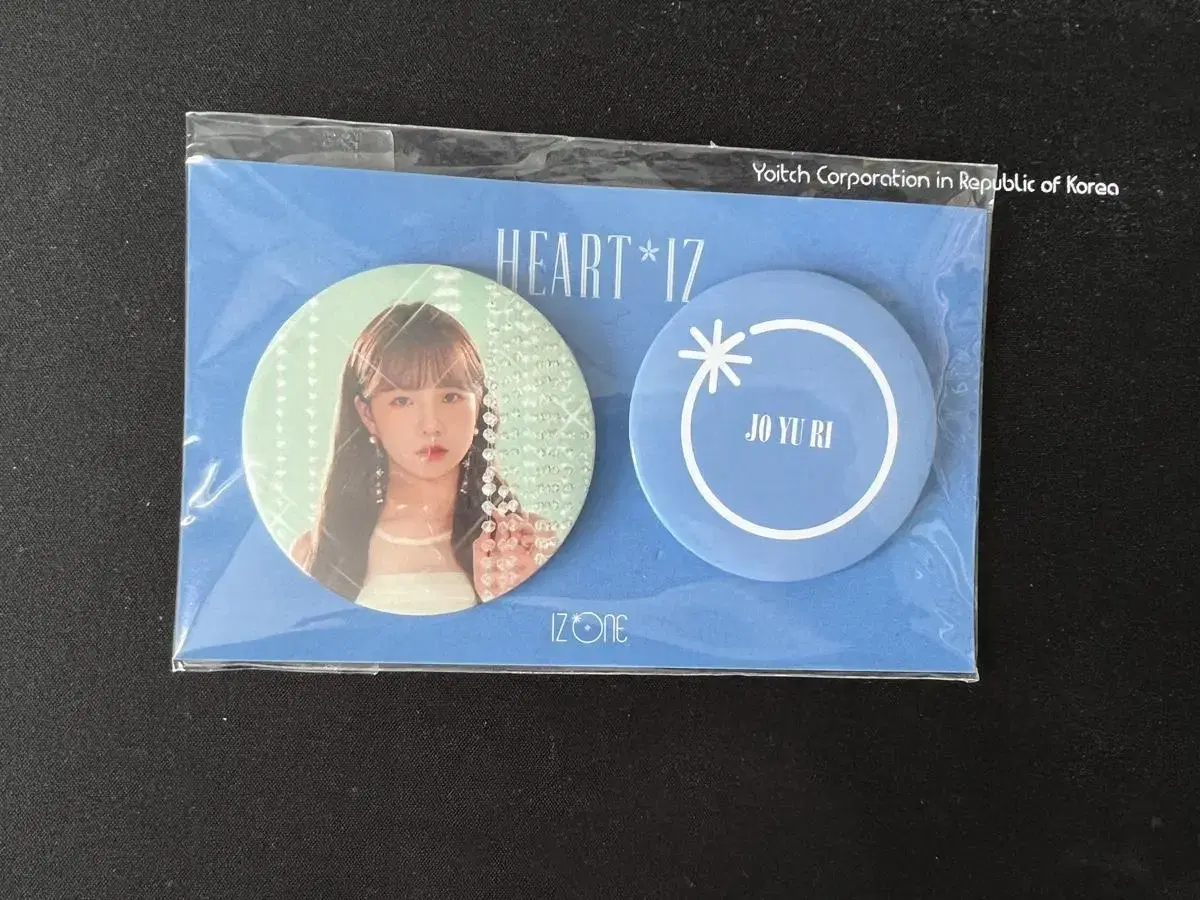 Yoitch Corporation in Republic of Korea
HEART*IZ
JO YU RI
IZ*ONE